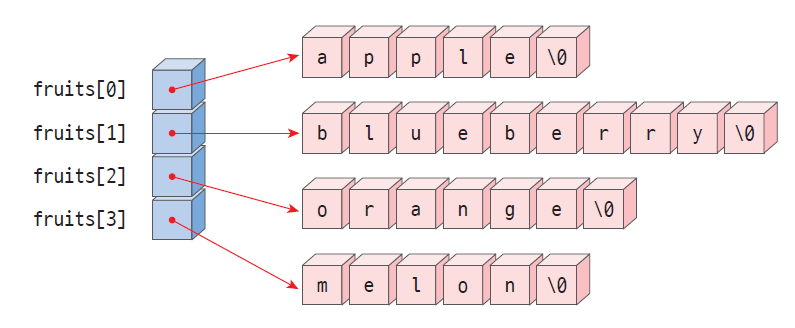 fruits[0] a p p l e \0
fruits[1] b l u e b e r r y \0
fruits[2] o r a n g e \0
fruits[3] m e l o n \0